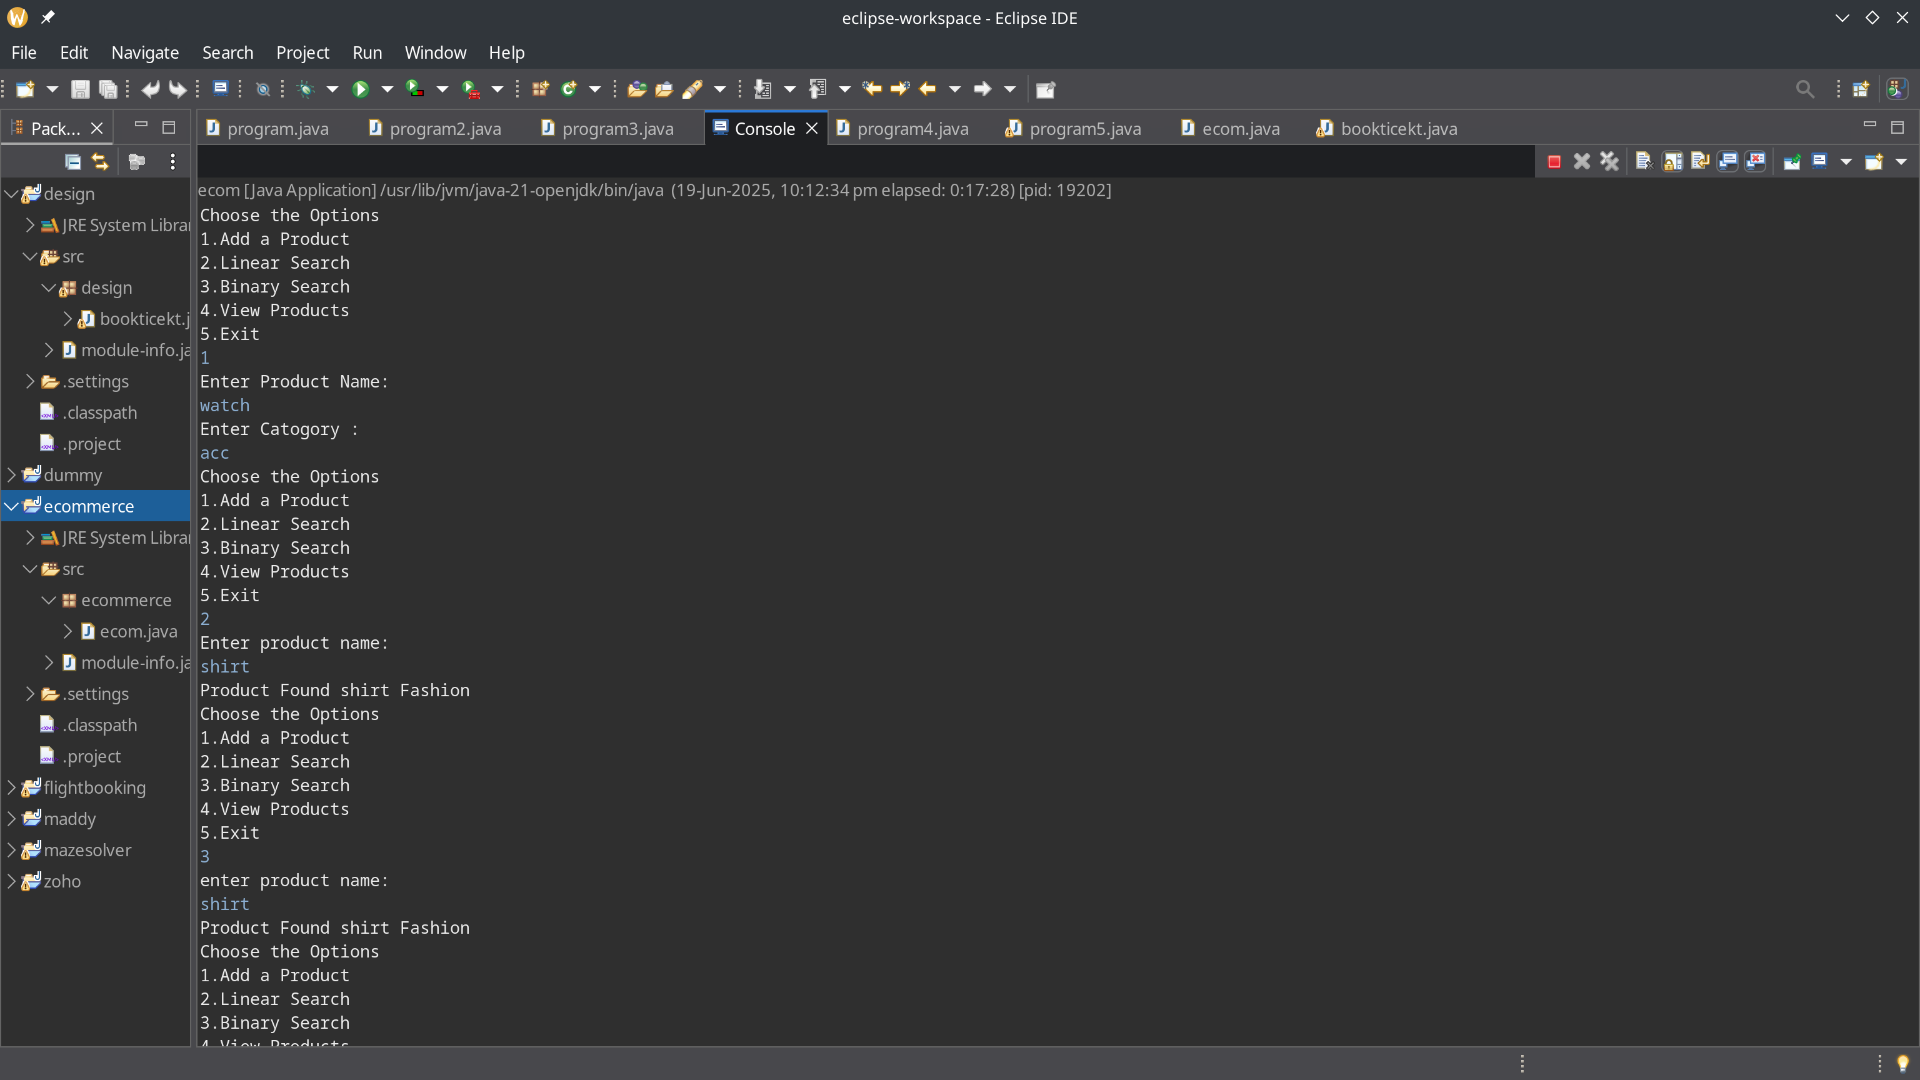 eclipse-workspace - Eclipse IDE
File Edit Navigate Search Project Run Window Help
Pack... program.java program2.java program3.java Console program4.java program5.java ecom.java bookticekt.java
design
JRE System Librar
src
design
bookticekt.j
module-info.ja
.settings
.classpath
.project
dummy
ecommerce
JRE System Librar
src
ecommerce
ecom.java
module-info.ja
.settings
.classpath
.project
flightbooking
maddy
mazesolver
zoho
ecom [Java Application] /usr/lib/jvm/java-21-openjdk/bin/java (19-Jun-2025, 10:12:34 pm elapsed: 0:17:28) [pid: 19202]
Choose the Options
1.Add a Product
2.Linear Search
3.Binary Search
4.View Products
5.Exit
1
Enter Product Name:
watch
Enter Catogory :
acc
Choose the Options
1.Add a Product
2.Linear Search
3.Binary Search
4.View Products
5.Exit
2
Enter product name:
shirt
Product Found shirt Fashion
Choose the Options
1.Add a Product
2.Linear Search
3.Binary Search
4.View Products
5.Exit
3
enter product name:
shirt
Product Found shirt Fashion
Choose the Options
1.Add a Product
2.Linear Search
3.Binary Search
4.View Products